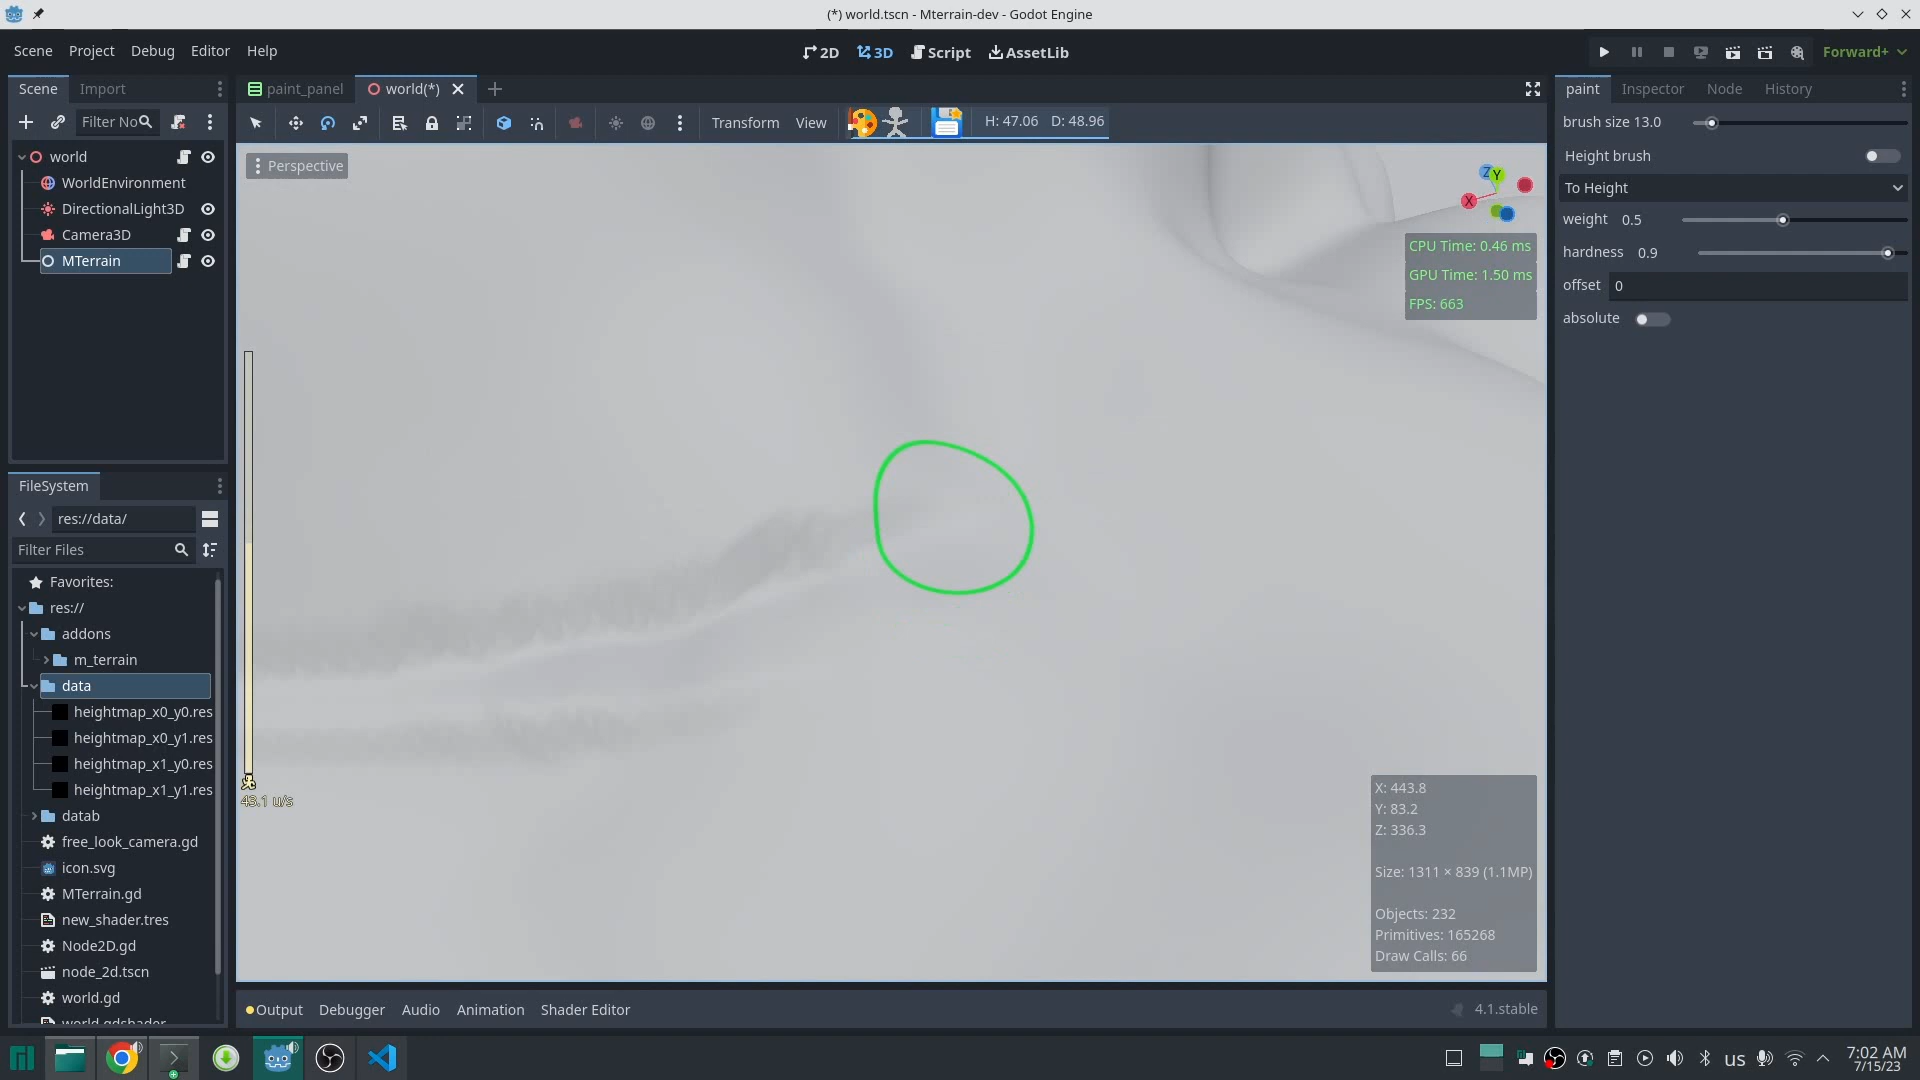 (*) world.tscn - Mterrain-dev - Godot Engine
Scene Project Debug Editor Help
2D 3D Script AssetLib
Forward+
Scene Import
paint_panel world(*)
paint Inspector Node History
Filter No
Transform View
H: 47.06 D: 48.96
brush size 13.0
Height brush
To Height
weight 0.5
hardness 0.9
offset 0
absolute
world
WorldEnvironment
DirectionalLight3D
Camera3D
MTerrain
Perspective
Z Y
X
CPU Time: 0.46 ms
GPU Time: 1.50 ms
FPS: 663
43.1 u/s
X: 443.8
Y: 83.2
Z: 336.3
Size: 1311 × 839 (1.1MP)
Objects: 232
Primitives: 165268
Draw Calls: 66
FileSystem
res://data/
Filter Files
Favorites:
res://
addons
m_terrain
data
heightmap_x0_y0.res
heightmap_x0_y1.res
heightmap_x1_y0.res
heightmap_x1_y1.res
datab
free_look_camera.gd
icon.svg
MTerrain.gd
new_shader.tres
Node2D.gd
node_2d.tscn
world.gd
world.gdshader
Output Debugger Audio Animation Shader Editor
4.1.stable
us
7:02 AM
7/15/23